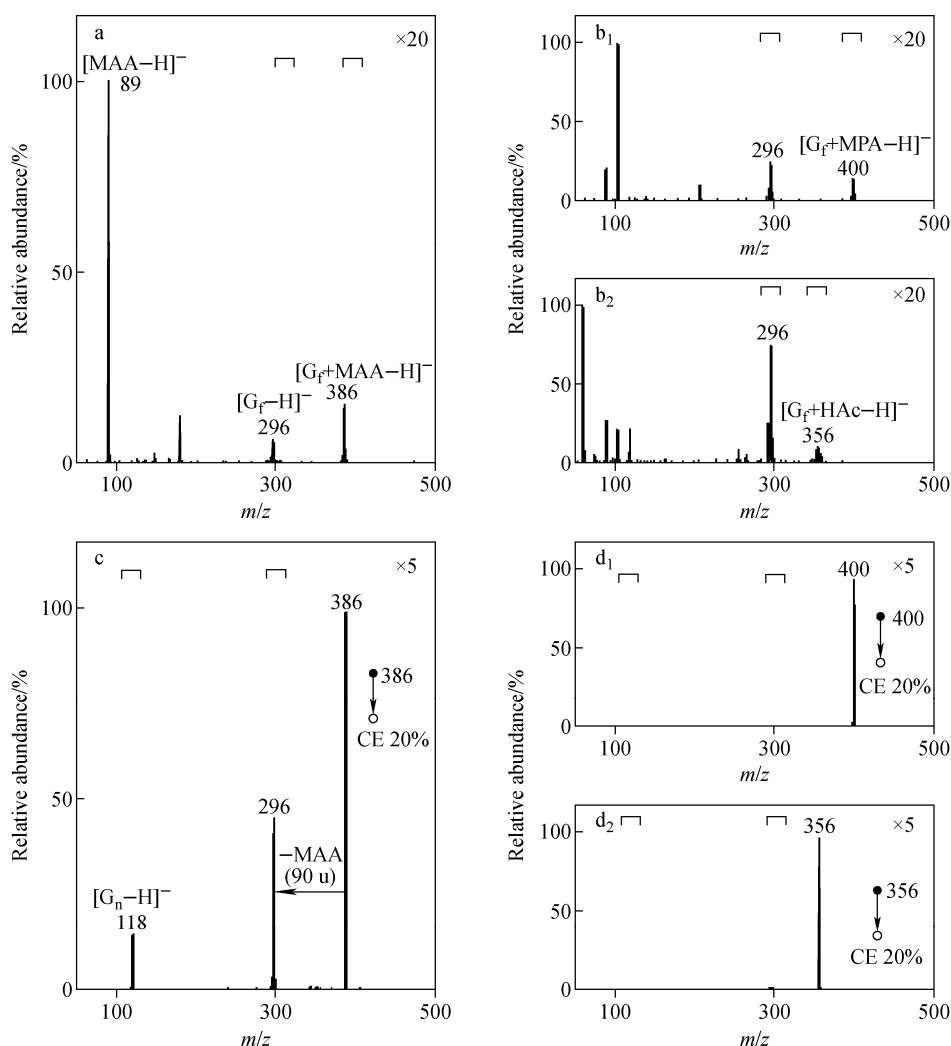 a
×20
[MAA−H]⁻
89
[G_f−H]⁻
296
[G_f+MAA−H]⁻
386
100
50
0
100
300
500
m/z
Relative abundance/%
b₁
×20
296
[G_f+MPA−H]⁻
400
100
50
0
100
300
500
m/z
Relative abundance/%
b₂
×20
296
[G_f+HAc−H]⁻
356
100
50
0
100
300
500
m/z
c
×5
386
386
CE 20%
296
−MAA
(90 u)
[G_n−H]⁻
118
100
50
0
100
300
500
m/z
Relative abundance/%
d₁
400
×5
400
CE 20%
100
50
0
100
300
500
m/z
Relative abundance/%
d₂
356
×5
356
CE 20%
100
50
0
100
300
500
m/z